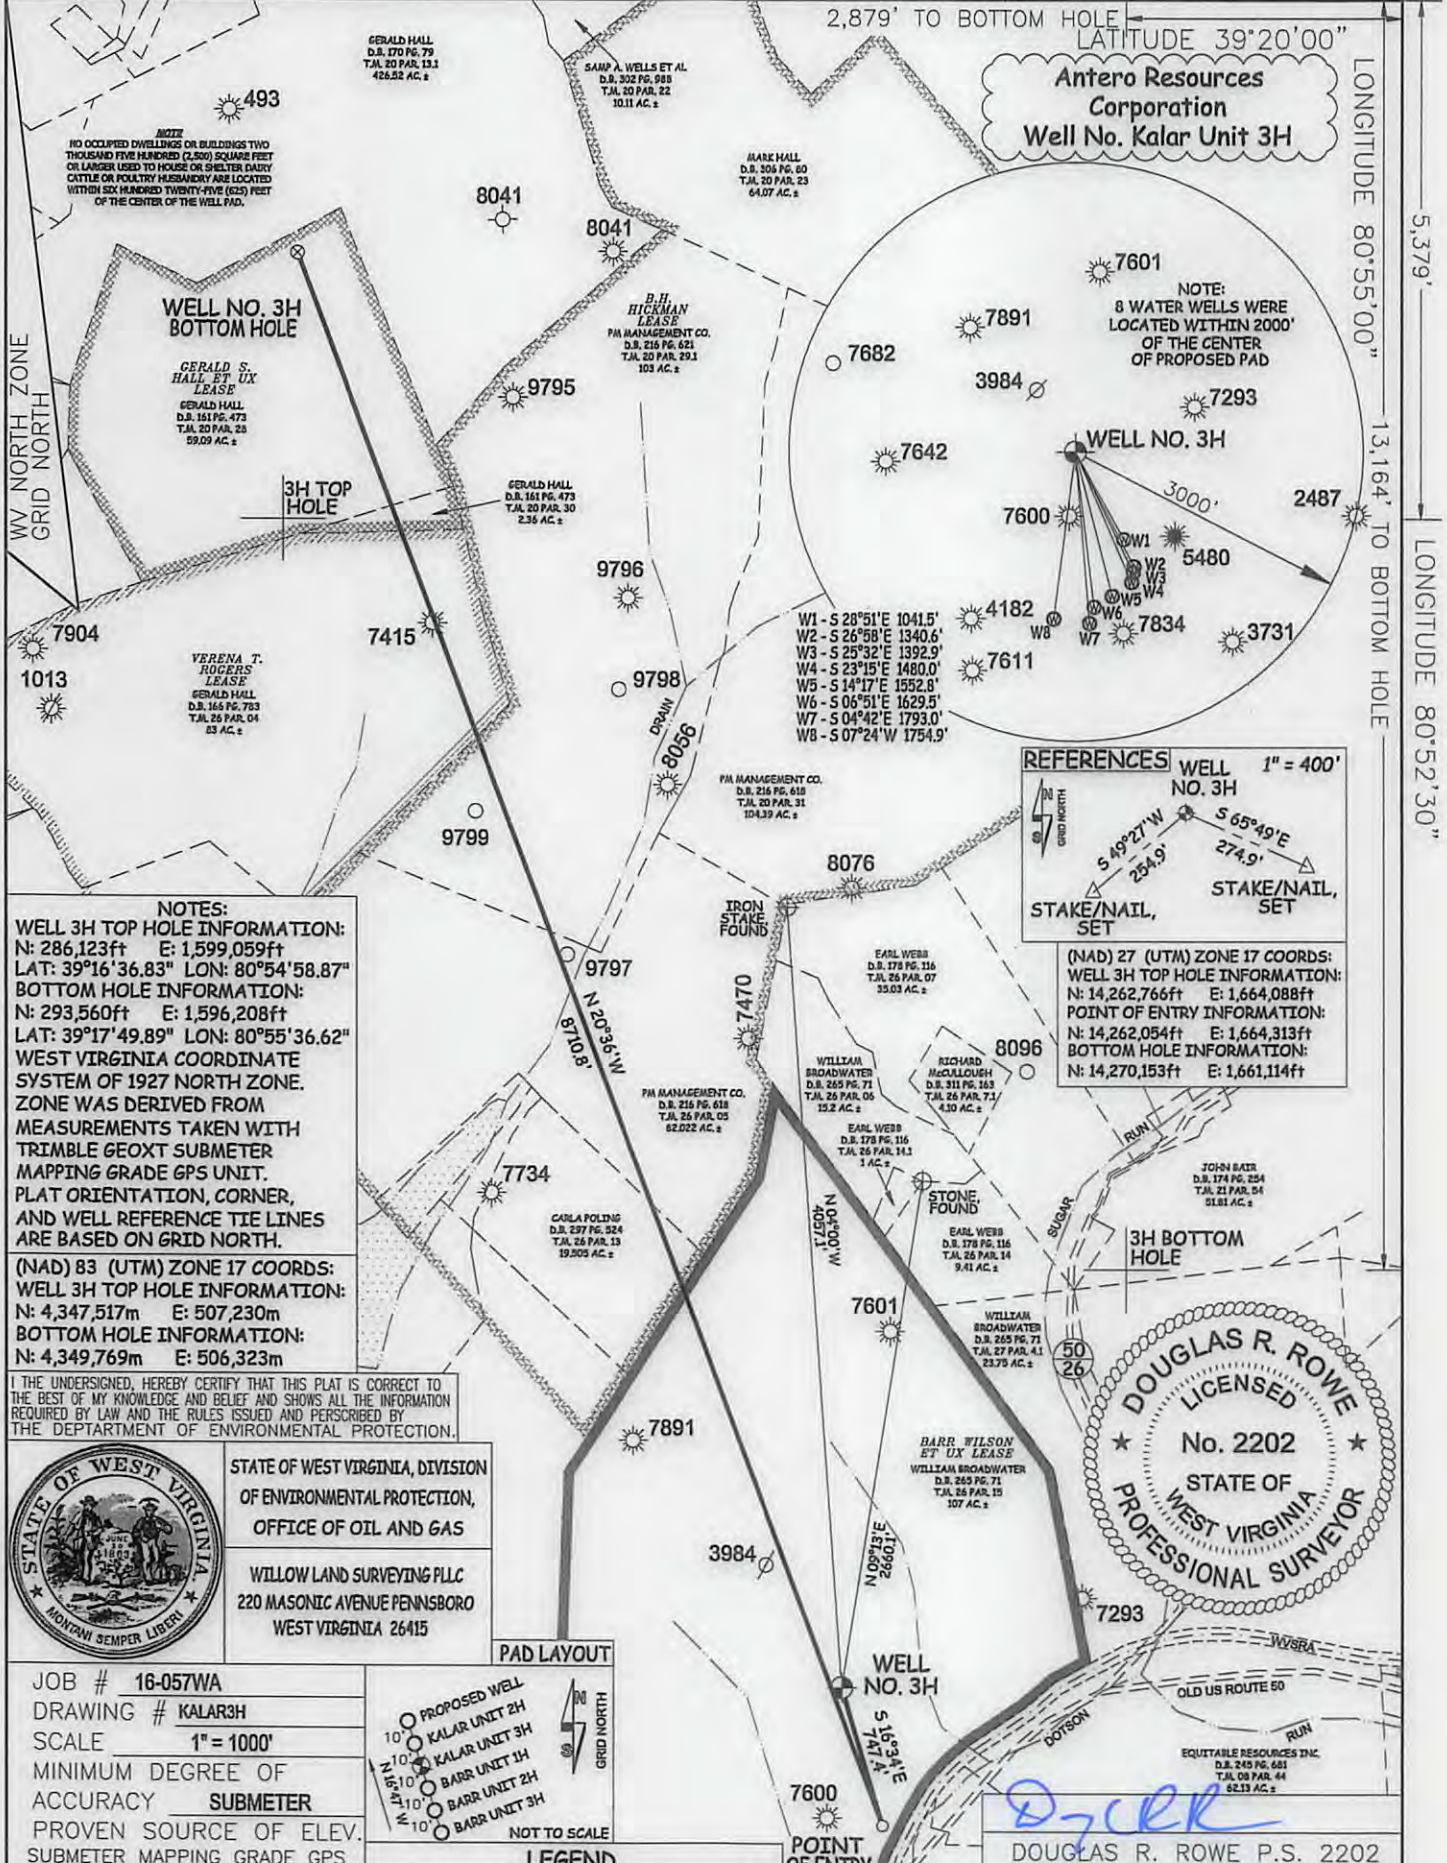 2,879' TO BOTTOM HOLE
LATITUDE 39°20'00"
Antero Resources
Corporation
Well No. Kalar Unit 3H
LONGITUDE 80°55'00"
13,164' TO BOTTOM HOLE
5,379'
LONGITUDE 80°52'30"
GERALD HALL
D.B. 170 PG. 79
T.M. 20 PAR. 13.1
426.52 AC. ±
SAMP A. WELLS ET AL
D.B. 302 PG. 988
T.M. 20 PAR. 22
10.11 AC. ±
MARK HALL
D.B. 306 PG. 80
T.M. 20 PAR. 23
64.07 AC. ±
493
NOTE
NO OCCUPIED DWELLINGS OR BUILDINGS TWO
THOUSAND FIVE HUNDRED (2,500) SQUARE FEET
OR LARGER USED TO HOUSE OR SHELTER DAIRY
CATTLE OR POULTRY HUSBANDRY ARE LOCATED
WITHIN SIX HUNDRED TWENTY-FIVE (625) FEET
OF THE CENTER OF THE WELL PAD.
8041
8041
WELL NO. 3H
BOTTOM HOLE
GERALD S.
HALL ET UX
LEASE
GERALD HALL
D.B. 161 PG. 473
T.M. 20 PAR. 28
59.09 AC. ±
B.H.
HICKMAN
LEASE
PM MANAGEMENT CO.
D.B. 216 PG. 621
T.M. 20 PAR. 29.1
103 AC. ±
9795
WV NORTH ZONE
GRID NORTH
3H TOP
HOLE
GERALD HALL
D.B. 161 PG. 473
T.M. 20 PAR. 30
2.36 AC. ±
7601
NOTE:
8 WATER WELLS WERE
LOCATED WITHIN 2000'
OF THE CENTER
OF PROPOSED PAD
7891
7682
3984
7293
WELL NO. 3H
7642
3000'
2487
7600
W1
5480
W2
W3
W4
W5
W6
4182
W8
W7
7834
3731
7611
W1 - S 28°51'E 1041.5'
W2 - S 26°58'E 1340.6'
W3 - S 25°32'E 1392.9'
W4 - S 23°15'E 1480.0'
W5 - S 14°17'E 1552.8'
W6 - S 06°51'E 1629.5'
W7 - S 04°42'E 1793.0'
W8 - S 07°24'W 1754.9'
9796
7904
7415
1013
VERENA T.
ROGERS
LEASE
GERALD HALL
D.B. 166 PG. 783
T.M. 26 PAR. 04
83 AC. ±
9798
DRAIN
8056
9799
PM MANAGEMENT CO.
D.B. 216 PG. 618
T.M. 20 PAR. 31
104.39 AC. ±
REFERENCES
WELL
NO. 3H
1" = 400'
N
S
GRID NORTH
S 49°27'W
254.9'
S 65°49'E
274.9'
STAKE/NAIL,
SET
STAKE/NAIL,
SET
8076
IRON
STAKE,
FOUND
NOTES:
WELL 3H TOP HOLE INFORMATION:
N: 286,123ft E: 1,599,059ft
LAT: 39°16'36.83" LON: 80°54'58.87"
BOTTOM HOLE INFORMATION:
N: 293,560ft E: 1,596,208ft
LAT: 39°17'49.89" LON: 80°55'36.62"
WEST VIRGINIA COORDINATE
SYSTEM OF 1927 NORTH ZONE.
ZONE WAS DERIVED FROM
MEASUREMENTS TAKEN WITH
TRIMBLE GEOXT SUBMETER
MAPPING GRADE GPS UNIT.
PLAT ORIENTATION, CORNER,
AND WELL REFERENCE TIE LINES
ARE BASED ON GRID NORTH.
(NAD) 83 (UTM) ZONE 17 COORDS:
WELL 3H TOP HOLE INFORMATION:
N: 4,347,517m E: 507,230m
BOTTOM HOLE INFORMATION:
N: 4,349,769m E: 506,323m
(NAD) 27 (UTM) ZONE 17 COORDS:
WELL 3H TOP HOLE INFORMATION:
N: 14,262,766ft E: 1,664,088ft
POINT OF ENTRY INFORMATION:
N: 14,262,054ft E: 1,664,313ft
BOTTOM HOLE INFORMATION:
N: 14,270,153ft E: 1,661,114ft
9797
N 20°36'W
8710.8'
7470
EARL WEBB
D.B. 178 PG. 116
T.M. 26 PAR. 07
35.03 AC. ±
WILLIAM
BROADWATER
D.B. 265 PG. 71
T.M. 26 PAR. 06
15.2 AC. ±
RICHARD
McCULLOUGH
D.B. 311 PG. 163
T.M. 26 PAR. 7.1
4.10 AC. ±
8096
PM MANAGEMENT CO.
D.B. 216 PG. 618
T.M. 26 PAR. 05
62.022 AC. ±
EARL WEBB
D.B. 178 PG. 116
T.M. 26 PAR. 14.1
1 AC. ±
RUN
SUGAR
JOHN BAIR
D.B. 174 PG. 254
T.M. 21 PAR. 54
51.81 AC. ±
7734
CARLA POLING
D.B. 297 PG. 524
T.M. 26 PAR. 13
19.505 AC. ±
N 04°00'W
4057.1'
STONE,
FOUND
EARL WEBB
D.B. 178 PG. 116
T.M. 26 PAR. 14
9.41 AC. ±
3H BOTTOM
HOLE
7601
WILLIAM
BROADWATER
D.B. 265 PG. 71
T.M. 27 PAR. 4.1
23.75 AC. ±
50
26
DOUGLAS R. ROWE
LICENSED
No. 2202
STATE OF
WEST VIRGINIA
PROFESSIONAL SURVEYOR
I THE UNDERSIGNED, HEREBY CERTIFY THAT THIS PLAT IS CORRECT TO
THE BEST OF MY KNOWLEDGE AND BELIEF AND SHOWS ALL THE INFORMATION
REQUIRED BY LAW AND THE RULES ISSUED AND PERSCRIBED BY
THE DEPTARTMENT OF ENVIRONMENTAL PROTECTION.
7891
BARR WILSON
ET UX LEASE
WILLIAM BROADWATER
D.B. 265 PG. 71
T.M. 26 PAR. 15
107 AC. ±
STATE OF WEST VIRGINIA
JUNE
20
1863
MONTANI SEMPER LIBERI
STATE OF WEST VIRGINIA, DIVISION
OF ENVIRONMENTAL PROTECTION,
OFFICE OF OIL AND GAS
WILLOW LAND SURVEYING PLLC
220 MASONIC AVENUE PENNSBORO
WEST VIRGINIA 26415
3984
N 09°13'E
2660.1'
7293
WVSRA
WELL
NO. 3H
OLD US ROUTE 50
DOTSON
RUN
S 16°34'E
747.4'
EQUITABLE RESOURCES INC.
D.B. 245 PG. 681
T.M. 08 PAR. 44
62.13 AC. ±
7600
POINT
OF ENTRY
PAD LAYOUT
PROPOSED WELL
KALAR UNIT 2H
KALAR UNIT 3H
BARR UNIT 1H
BARR UNIT 2H
BARR UNIT 3H
10'
10'
10'
10'
10'
N 16°47' W
N
S
GRID NORTH
NOT TO SCALE
LEGEND
JOB # 16-057WA
DRAWING # KALAR3H
SCALE 1" = 1000'
MINIMUM DEGREE OF
ACCURACY SUBMETER
PROVEN SOURCE OF ELEV.
SUBMETER MAPPING GRADE GPS
DOUGLAS R. ROWE P.S. 2202